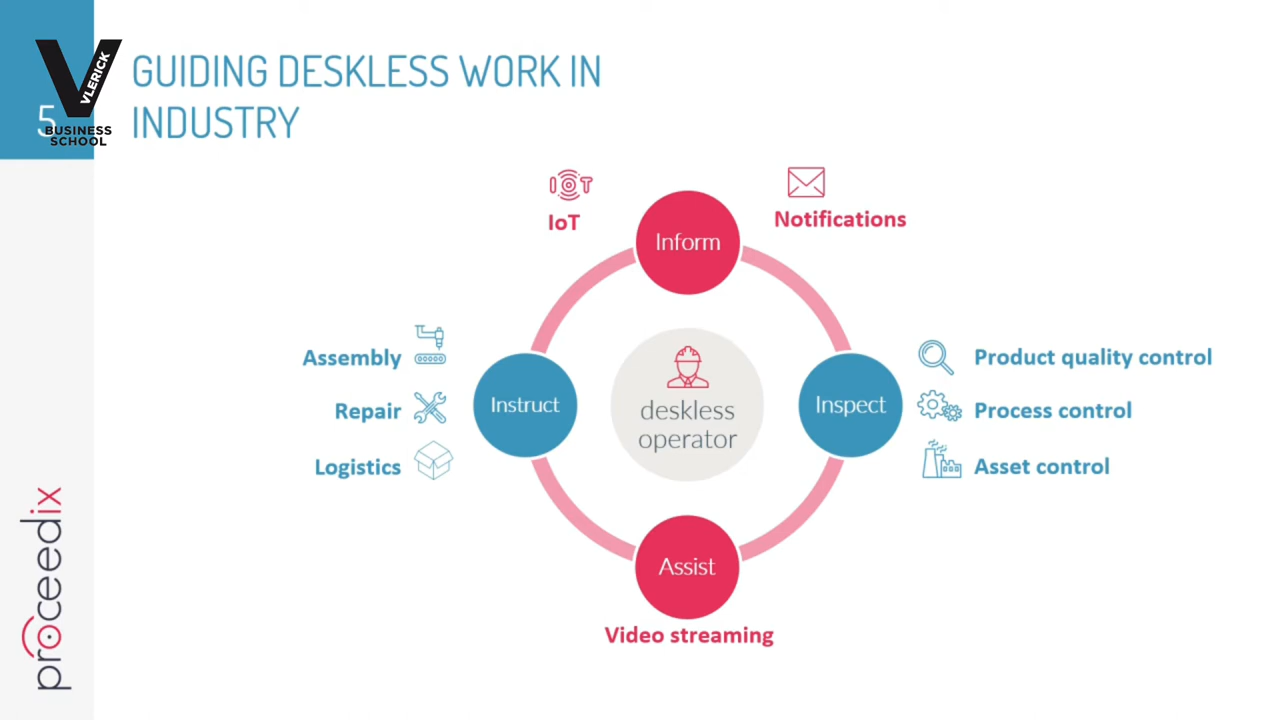 VLERICK
BUSINESS
SCHOOL
5
GUIDING DESKLESS WORK IN
INDUSTRY
IOT
IoT
Notifications
Inform
Assembly
Repair
Logistics
Instruct
deskless
operator
Inspect
Product quality control
Process control
Asset control
Assist
Video streaming
proceedix